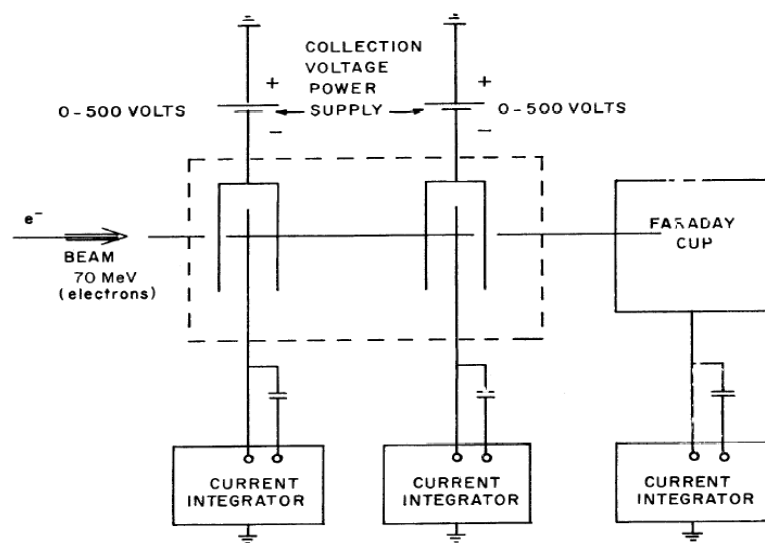 COLLECTION
VOLTAGE
POWER
SUPPLY
+
+
0-500 VOLTS
0-500 VOLTS
−
−
e⁻
BEAM
70 MeV
(electrons)
FARADAY
CUP
CURRENT
INTEGRATOR
CURRENT
INTEGRATOR
CURRENT
INTEGRATOR